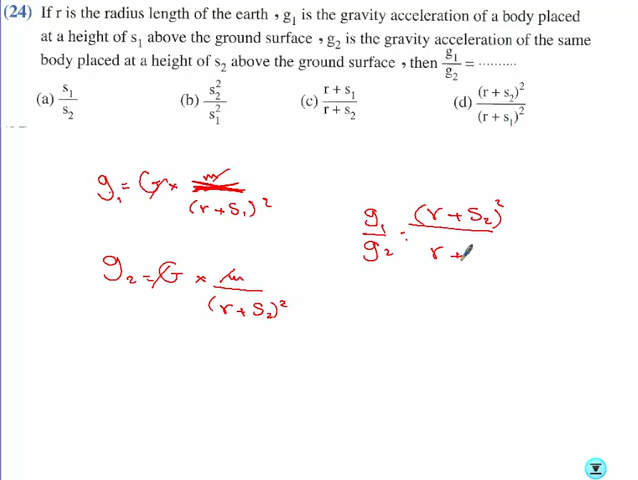 (24) If r is the radius length of the earth , g₁ is the gravity acceleration of a body placed
at a height of s₁ above the ground surface , g₂ is the gravity acceleration of the same
body placed at a height of s₂ above the ground surface , then g₁/g₂ = ··········
(a) s₁/s₂ (b) s₂²/s₁² (c) (r + s₁)/(r + s₂) (d) (r + s₂)²/(r + s₁)²
g₁ = G × m/(r+S₁)²
g₁/g₂ = (r+S₂)²/r+
g₂ = G × m/(r+S₂)²